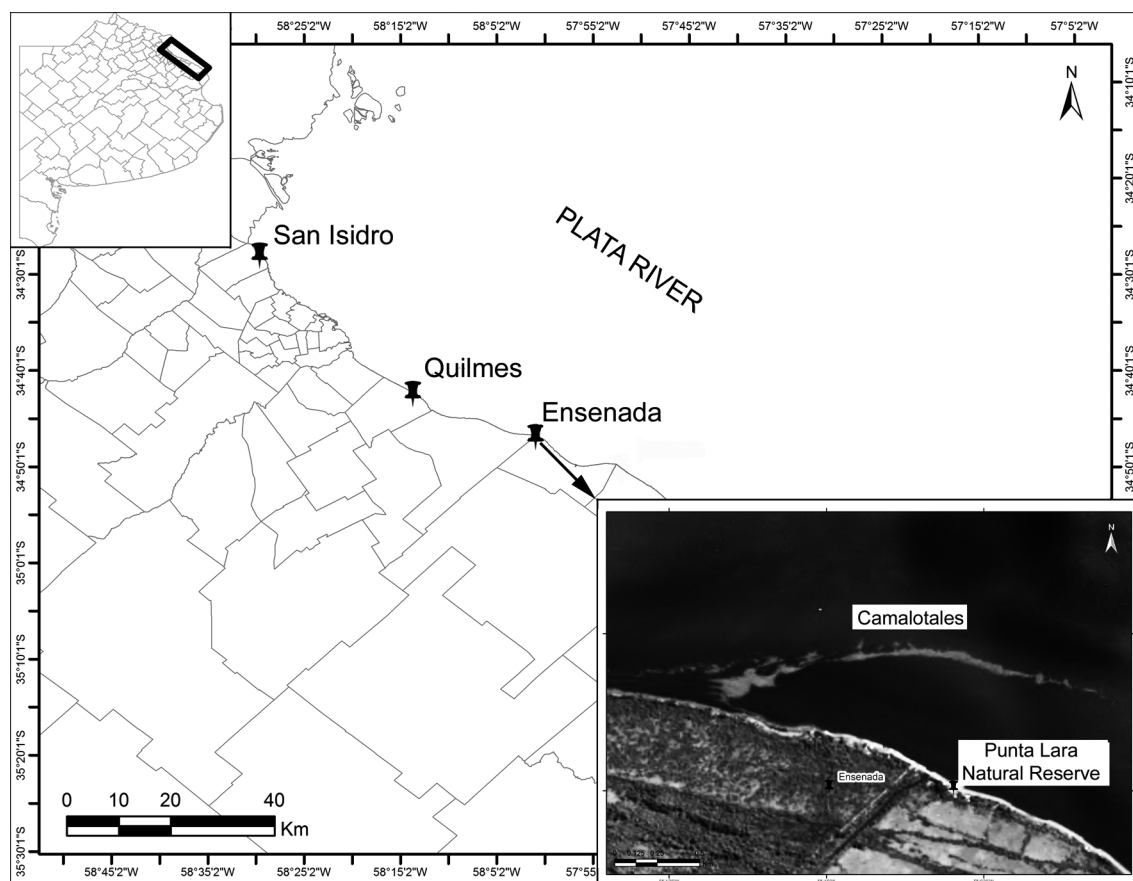 58°25'2"W 58°15'2"W 58°5'2"W 57°55'2"W 57°45'2"W 57°35'2"W 57°25'2"W 57°15'2"W 57°5'2"W
N
34°10'1"S
34°20'1"S
34°30'1"S 34°30'1"S
34°40'1"S 34°40'1"S
34°50'1"S 34°50'1"S
35°0'1"S
35°10'1"S
35°20'1"S
35°30'1"S
San Isidro
PLATA RIVER
Quilmes
Ensenada
N
Camalotales
Punta Lara
Natural Reserve
Ensenada
0 10 20 40
Km
58°45'2"W 58°35'2"W 58°25'2"W 58°15'2"W 58°5'2"W 57°55'